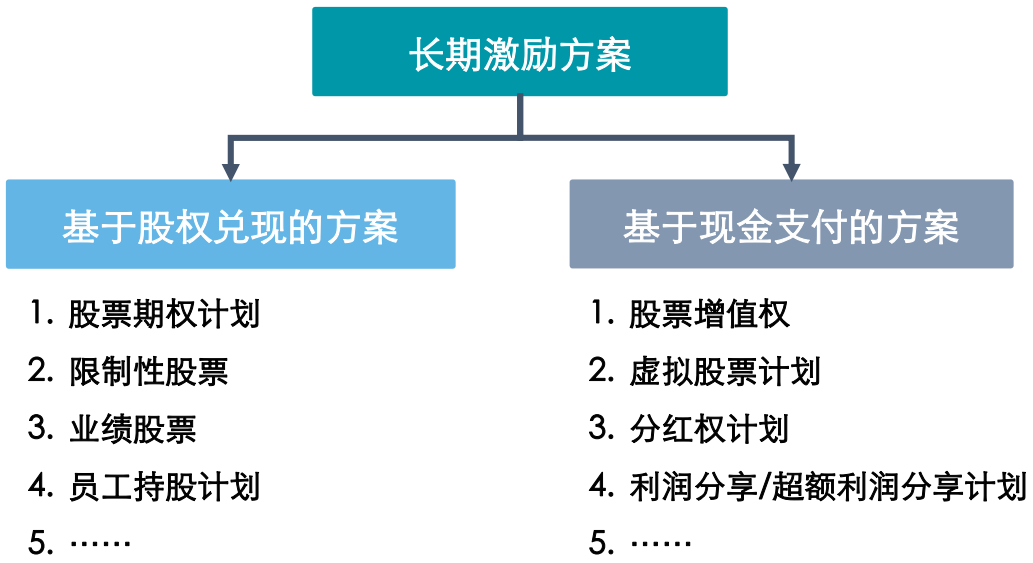 长期激励方案
基于股权兑现的方案
1. 股票期权计划
2. 限制性股票
3. 业绩股票
4. 员工持股计划
5. ……
基于现金支付的方案
1. 股票增值权
2. 虚拟股票计划
3. 分红权计划
4. 利润分享/超额利润分享计划
5. ……